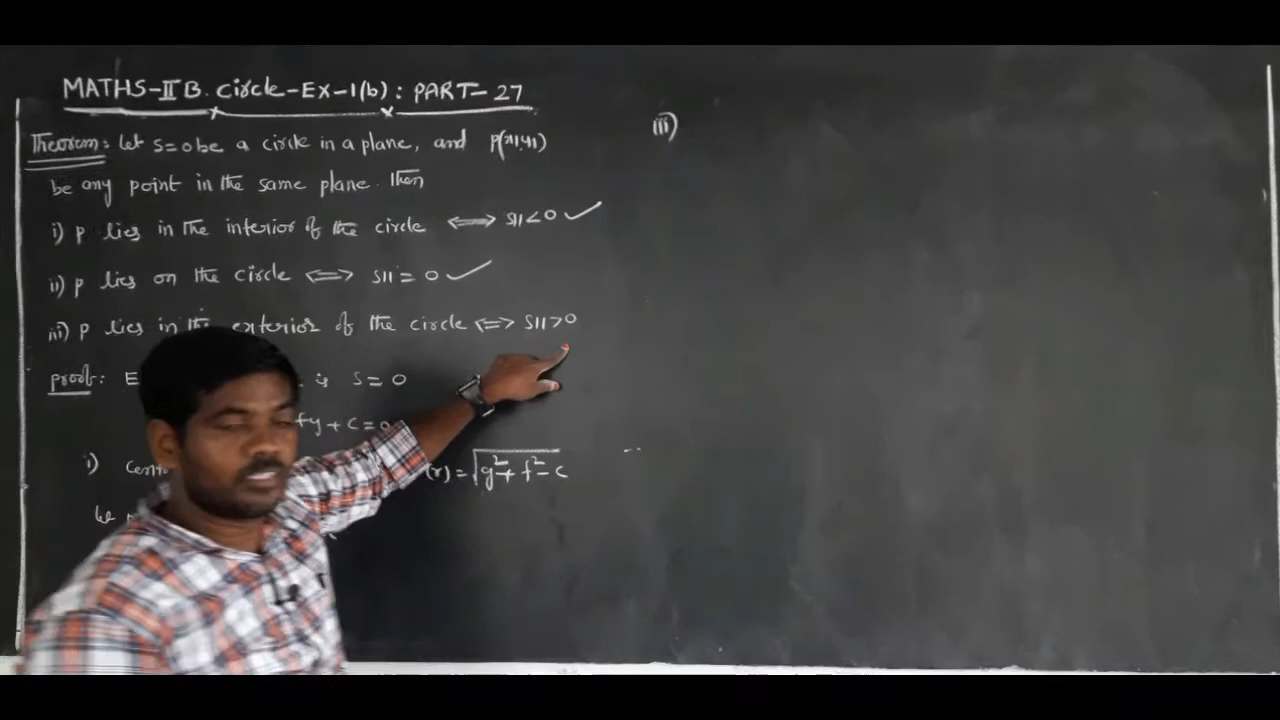 MATHS-II B. Circle-Ex-1(b): PART-27
Theorem: Let S=0 be a circle in a plane, and P(x1,y1)
be any point in the same plane. Then
i) P lies in the interior of the circle ⟺ S11<0 ✓
ii) P lies on the circle ⟺ S11=0 ✓
iii) P lies in the exterior of the circle ⟺ S11>0
proof: is S=0
fy+c=0
i) (r)=√g²+f²-c
be
iii)